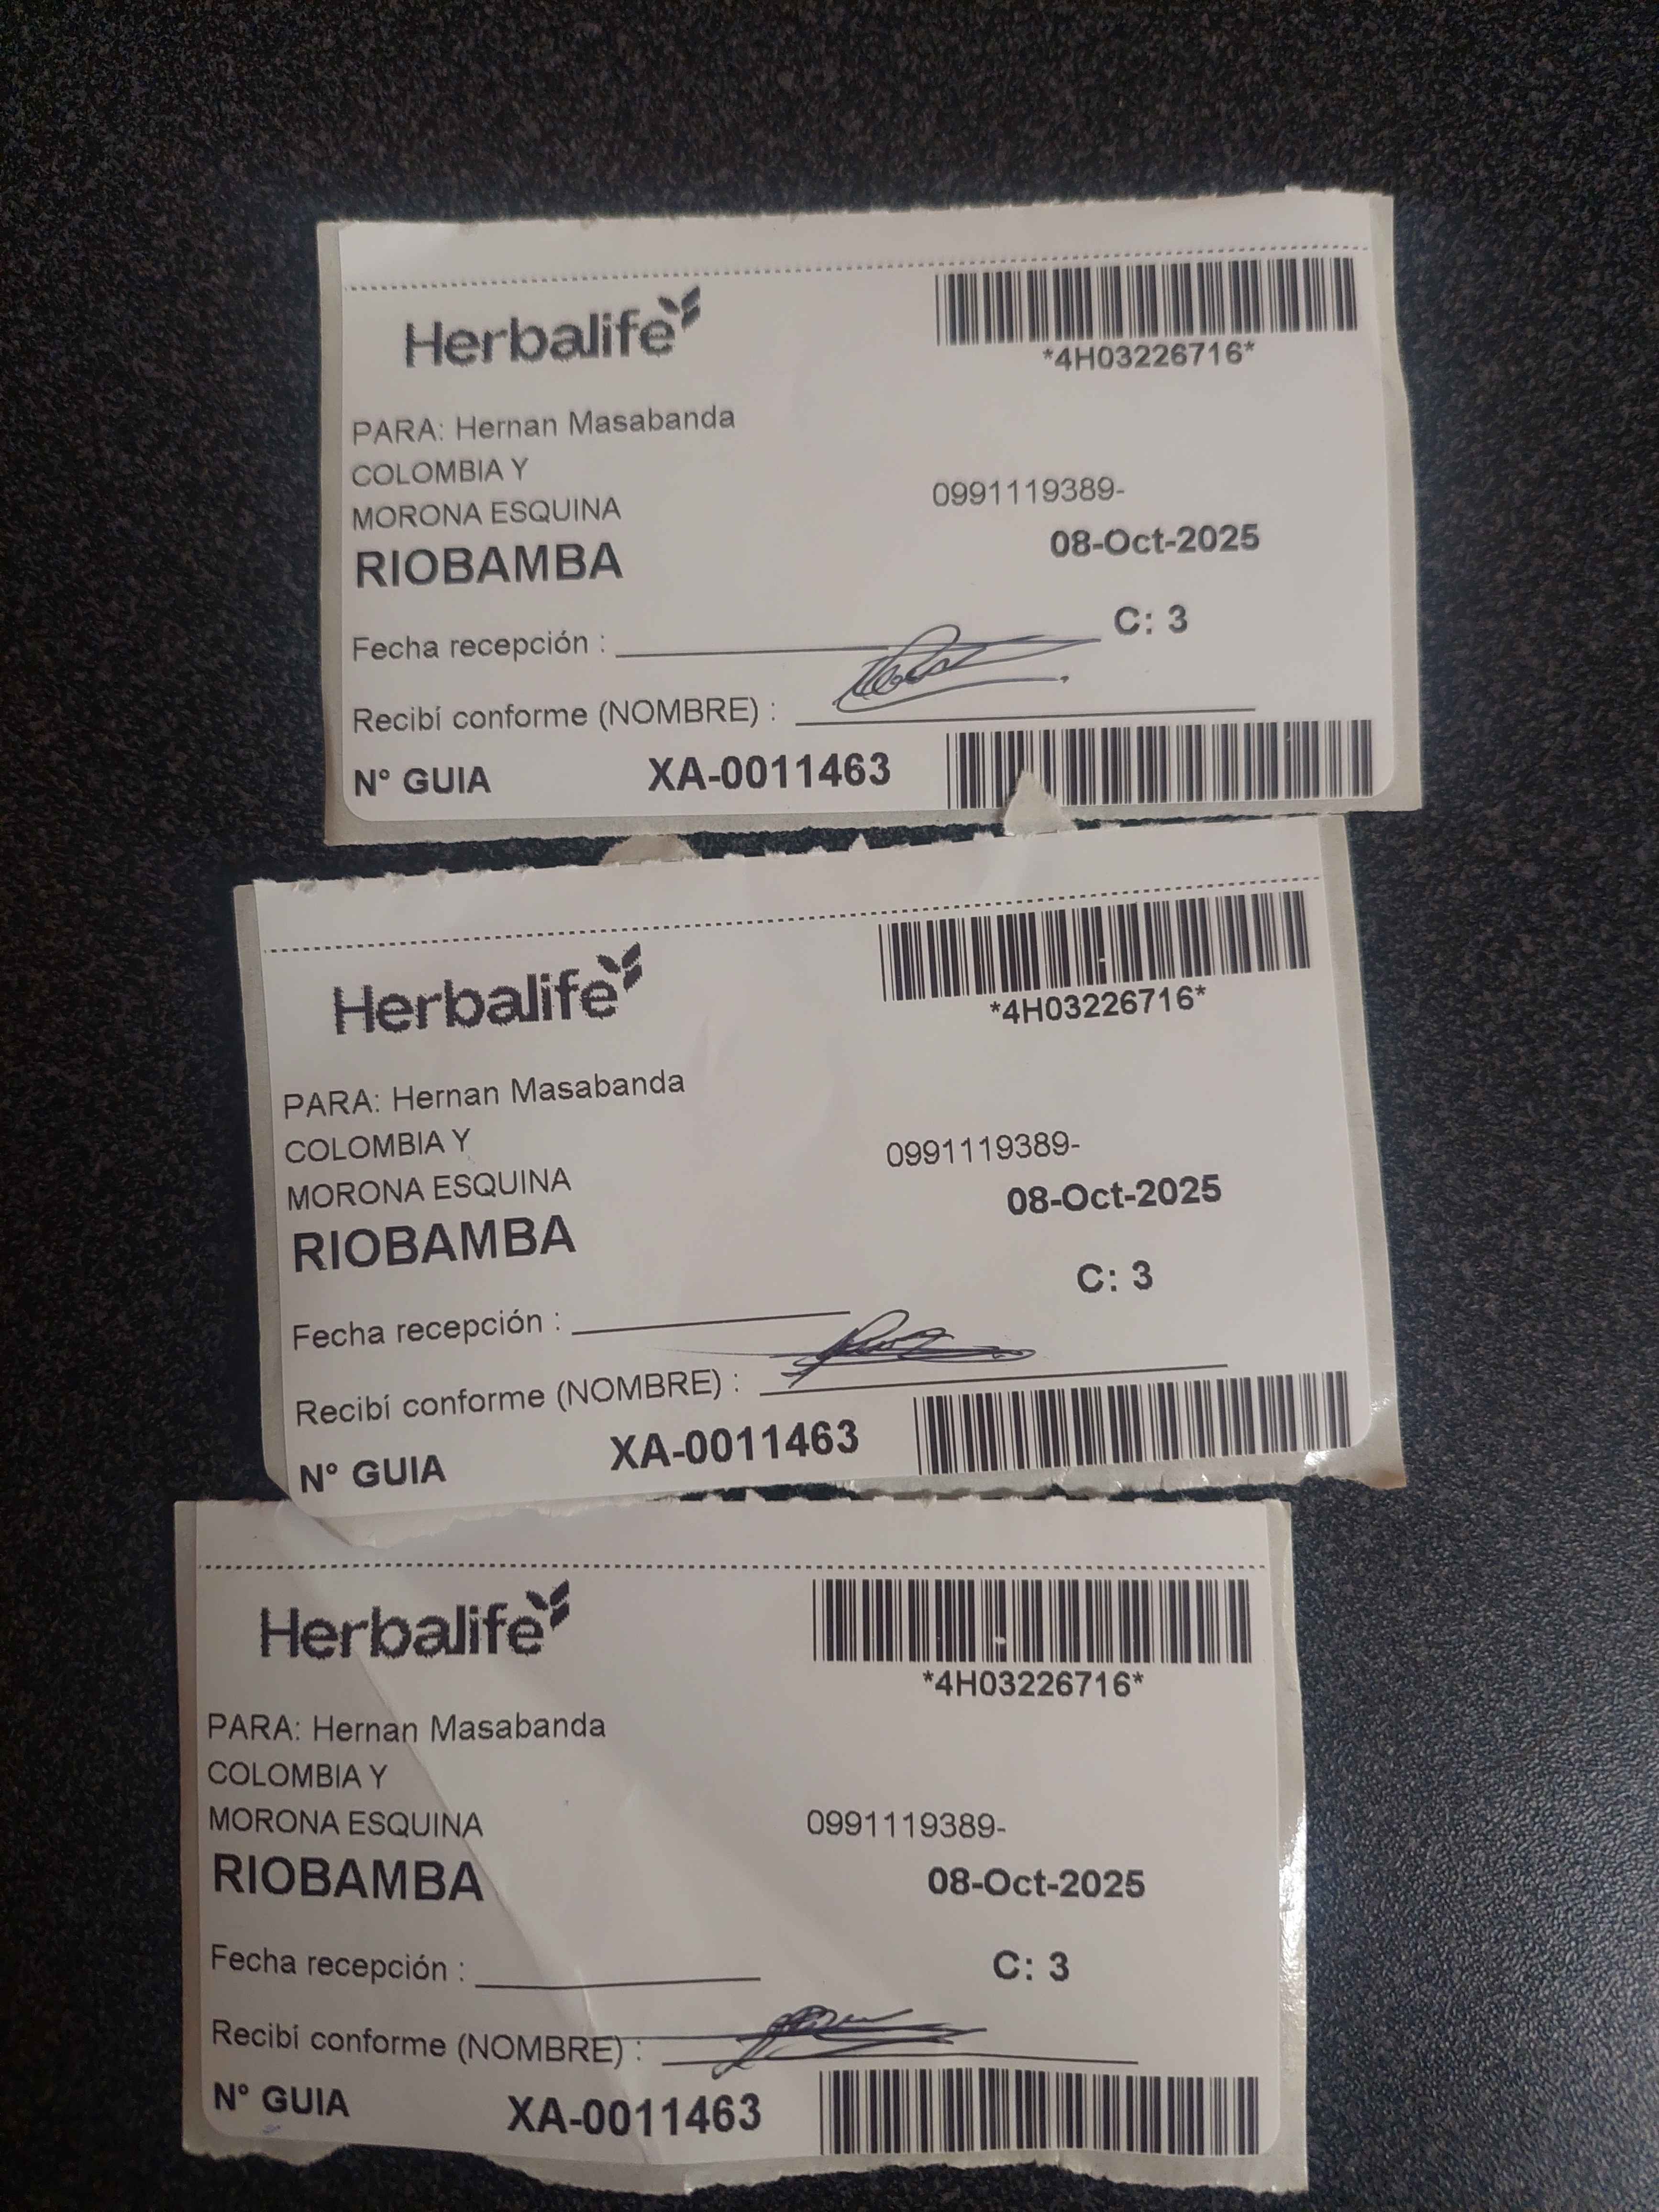 Herbalife
*4H03226716*
PARA: Hernan Masabanda
COLOMBIA Y
MORONA ESQUINA
0991119389-
RIOBAMBA
08-Oct-2025
C: 3
Fecha recepción :
Recibí conforme (NOMBRE) :
N° GUIA XA-0011463
Herbalife
*4H03226716*
PARA: Hernan Masabanda
COLOMBIA Y
MORONA ESQUINA
0991119389-
RIOBAMBA
08-Oct-2025
C: 3
Fecha recepción :
Recibí conforme (NOMBRE) :
N° GUIA XA-0011463
Herbalife
*4H03226716*
PARA: Hernan Masabanda
COLOMBIA Y
MORONA ESQUINA
0991119389-
RIOBAMBA
08-Oct-2025
C: 3
Fecha recepción :
Recibí conforme (NOMBRE) :
N° GUIA XA-0011463